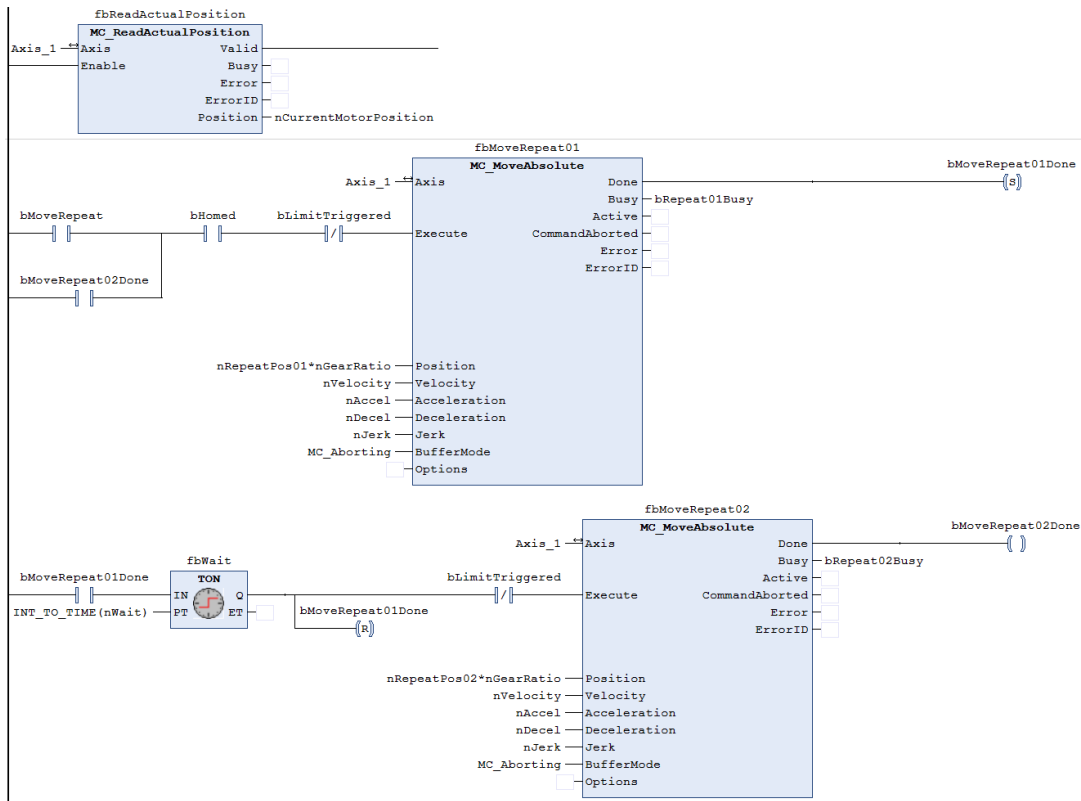 fbReadActualPosition
MC_ReadActualPosition
Axis_1 Axis Valid
Enable Busy
Error
ErrorID
Position nCurrentMotorPosition
fbMoveRepeat01
MC_MoveAbsolute bMoveRepeat01Done
Axis_1 Axis Done (S)
Busy bRepeat01Busy
bMoveRepeat bHomed bLimitTriggered Active
/ Execute CommandAborted
Error
ErrorID
bMoveRepeat02Done
nRepeatPos01*nGearRatio Position
nVelocity Velocity
nAccel Acceleration
nDecel Deceleration
nJerk Jerk
MC_Aborting BufferMode
Options
fbMoveRepeat02
MC_MoveAbsolute bMoveRepeat02Done
Axis_1 Axis Done ( )
fbWait Busy bRepeat02Busy
bMoveRepeat01Done TON bLimitTriggered Active
IN Q / Execute CommandAborted
INT_TO_TIME(nWait) PT ET bMoveRepeat01Done Error
(R) ErrorID
nRepeatPos02*nGearRatio Position
nVelocity Velocity
nAccel Acceleration
nDecel Deceleration
nJerk Jerk
MC_Aborting BufferMode
Options